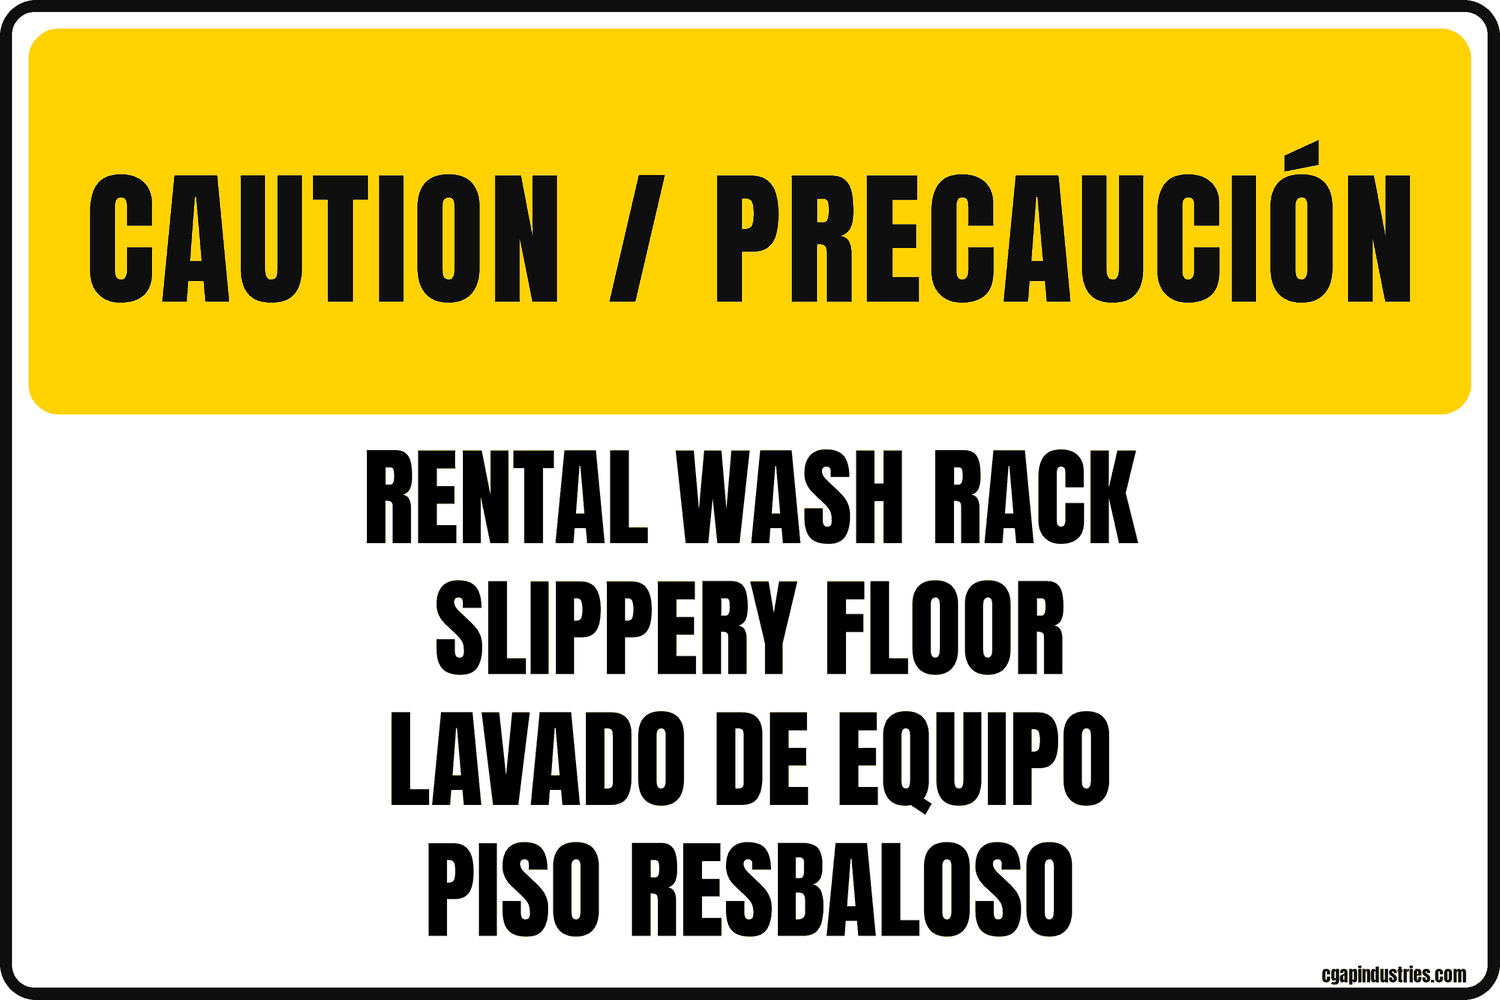 CAUTION / PRECAUCIÓN
RENTAL WASH RACK
SLIPPERY FLOOR
LAVADO DE EQUIPO
PISO RESBALOSO
cgapindustries.com